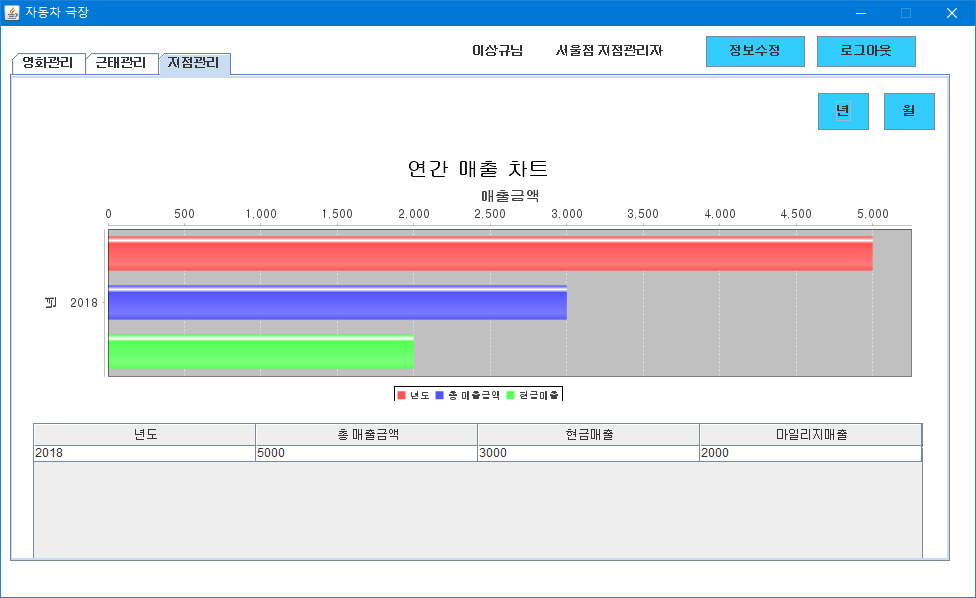 자동차 극장
이상규님 서울점 지점관리자 정보수정 로그아웃
영화관리 근태관리 지점관리
년 월
연간 매출 차트
매출금액
0 500 1,000 1,500 2,000 2,500 3,000 3,500 4,000 4,500 5,000
년 2018
년도 총 매출금액 현금매출
년도 총 매출금액 현금매출 마일리지매출
2018 5000 3000 2000